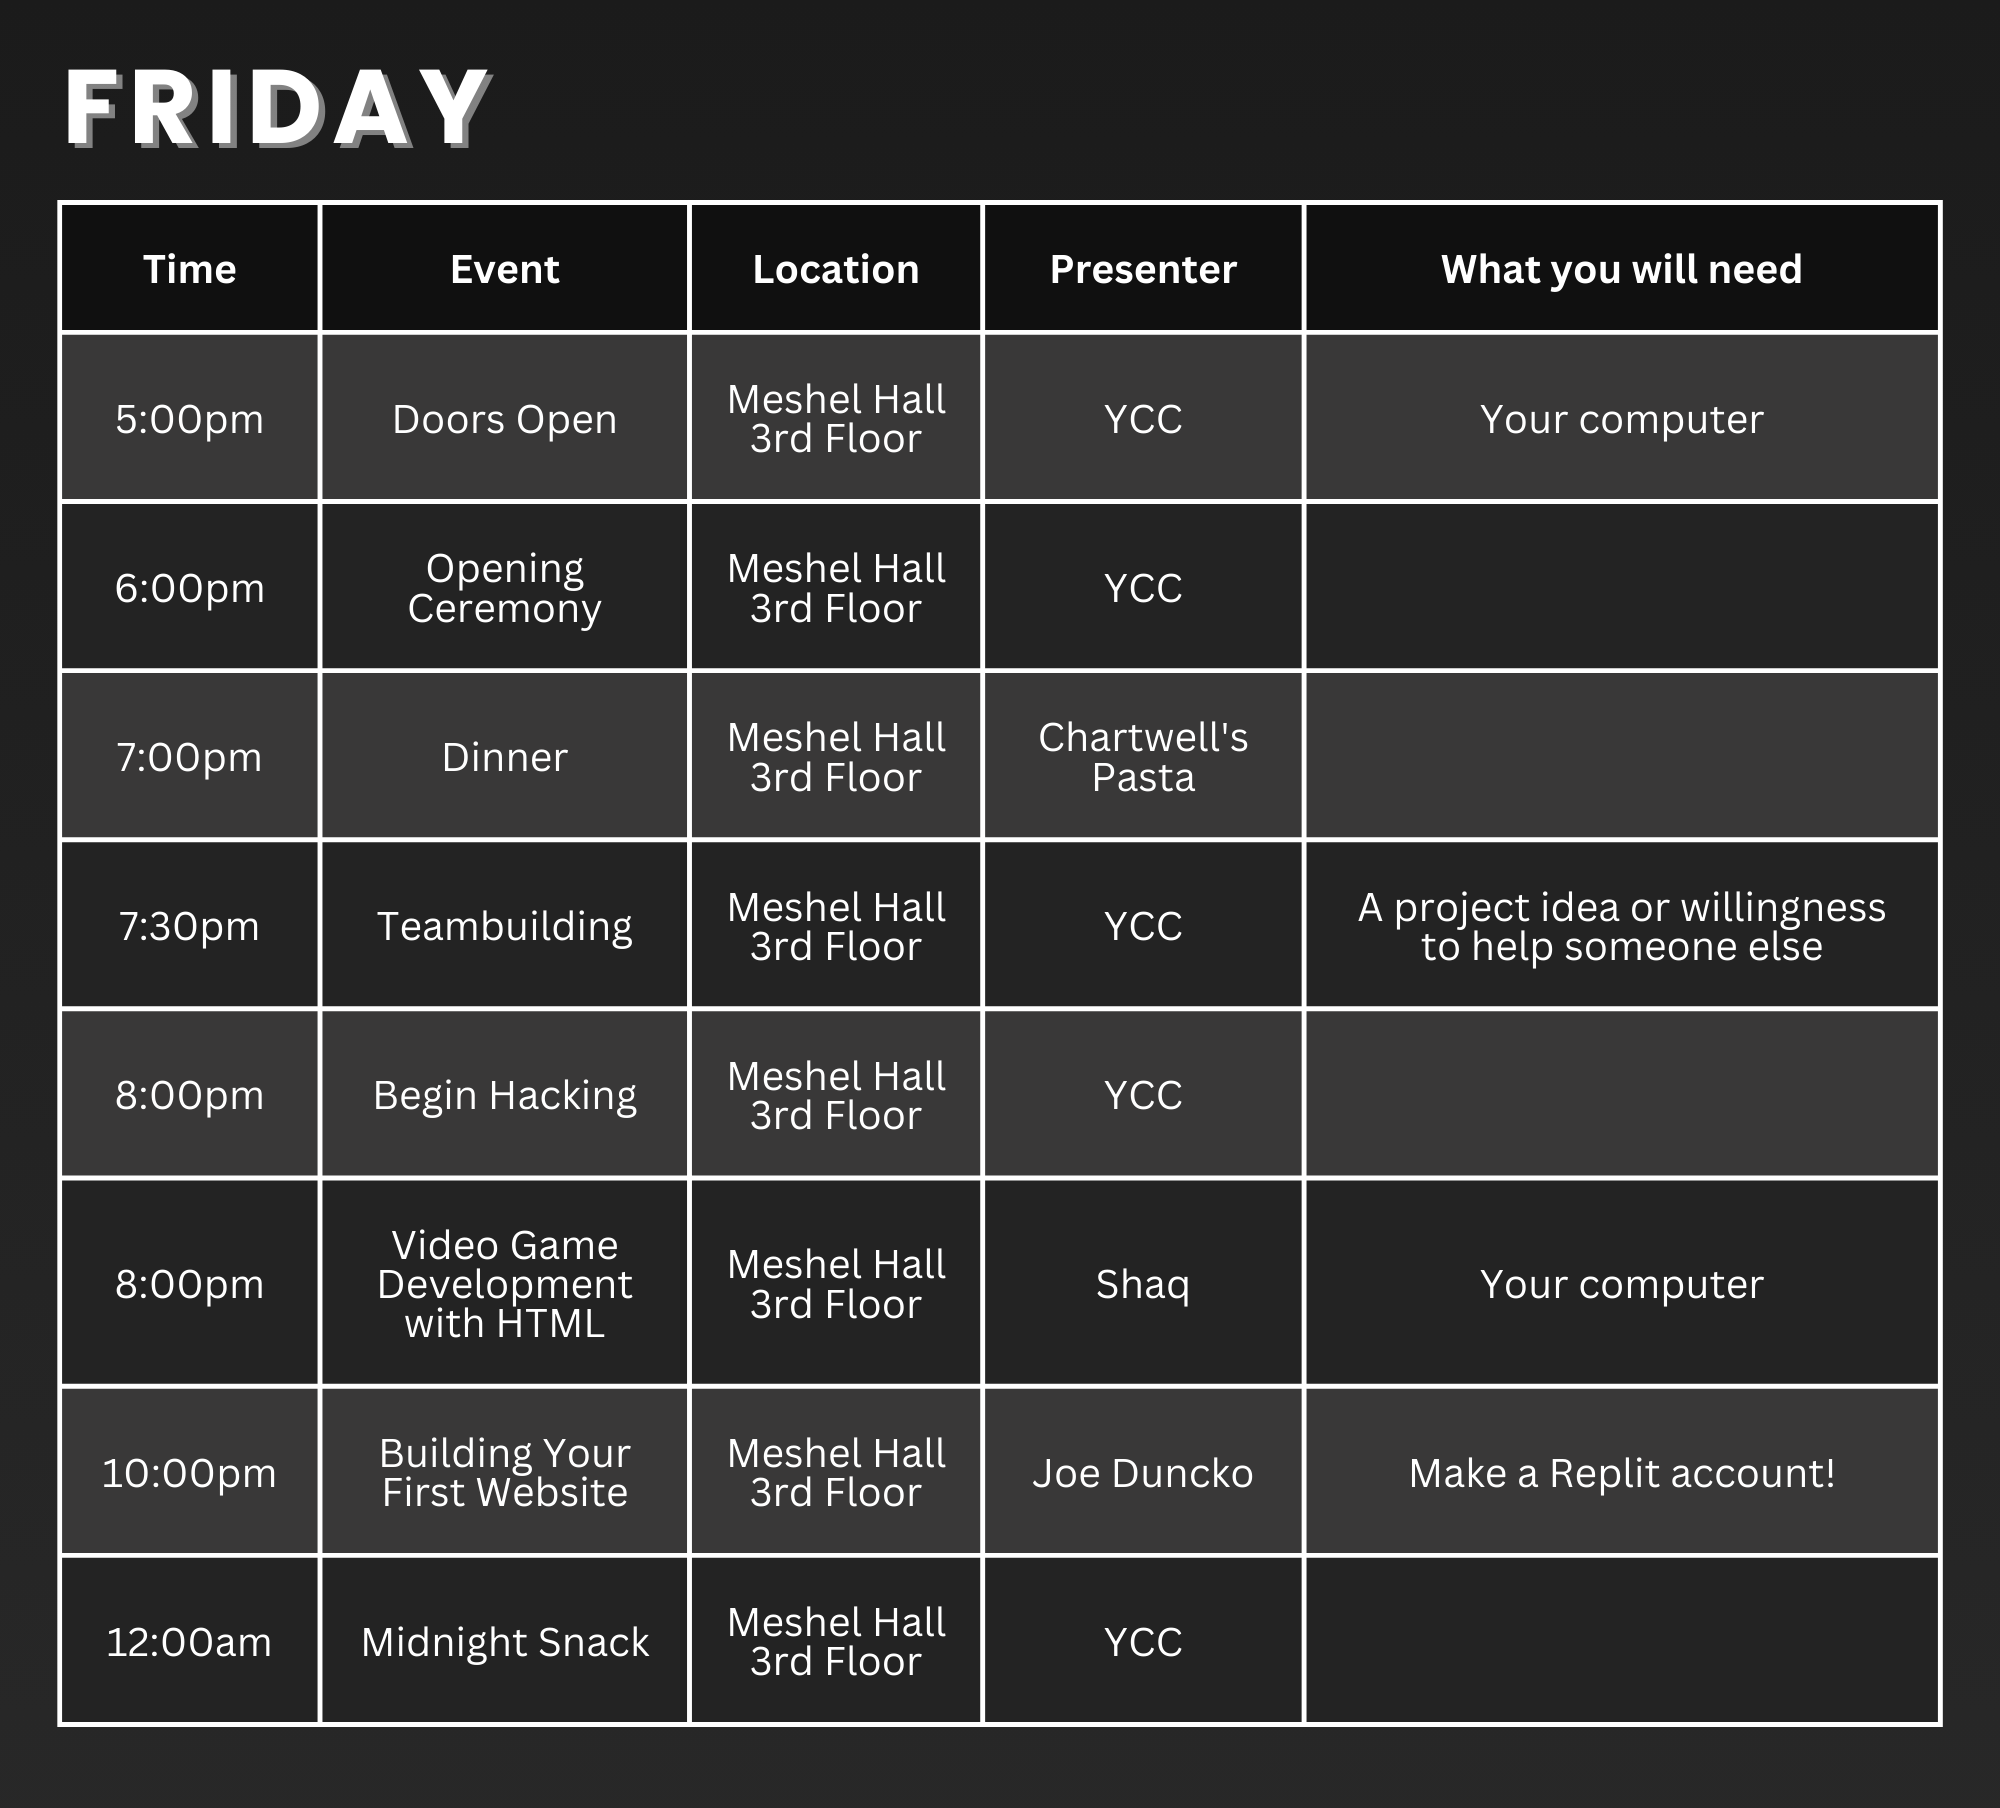 FRIDAY
Time Event Location Presenter What you will need
5:00pm Doors Open Meshel Hall 3rd Floor YCC Your computer
6:00pm Opening Ceremony Meshel Hall 3rd Floor YCC
7:00pm Dinner Meshel Hall 3rd Floor Chartwell's Pasta
7:30pm Teambuilding Meshel Hall 3rd Floor YCC A project idea or willingness to help someone else
8:00pm Begin Hacking Meshel Hall 3rd Floor YCC
8:00pm Video Game Development with HTML Meshel Hall 3rd Floor Shaq Your computer
10:00pm Building Your First Website Meshel Hall 3rd Floor Joe Duncko Make a Replit account!
12:00am Midnight Snack Meshel Hall 3rd Floor YCC